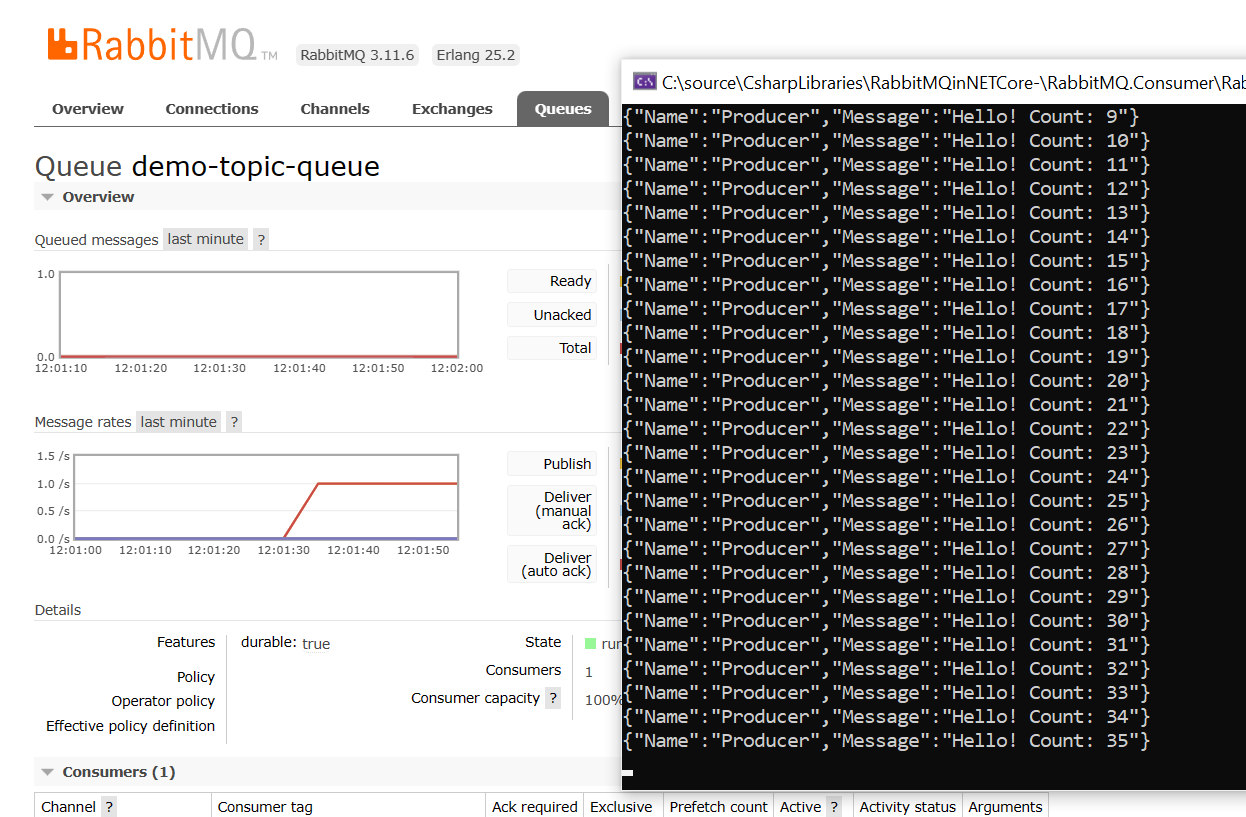 RabbitMQ TM RabbitMQ 3.11.6 Erlang 25.2
Overview Connections Channels Exchanges Queues
Queue demo-topic-queue
Overview
Queued messages last minute ?
1.0
0.0
12:01:10 12:01:20 12:01:30 12:01:40 12:01:50 12:02:00
Ready
Unacked
Total
Message rates last minute ?
1.5 /s
1.0 /s
0.5 /s
0.0 /s
12:01:00 12:01:10 12:01:20 12:01:30 12:01:40 12:01:50
Publish
Deliver
(manual
ack)
Deliver
(auto ack)
Details
Features durable: true
Policy
Operator policy
Effective policy definition
State
Consumers 1
Consumer capacity ? 100%
Consumers (1)
Channel ? Consumer tag Ack required Exclusive Prefetch count Active ? Activity status Arguments
C:\source\CsharpLibraries\RabbitMQinNETCore-\RabbitMQ.Consumer\Rab
{"Name":"Producer","Message":"Hello! Count: 9"}
{"Name":"Producer","Message":"Hello! Count: 10"}
{"Name":"Producer","Message":"Hello! Count: 11"}
{"Name":"Producer","Message":"Hello! Count: 12"}
{"Name":"Producer","Message":"Hello! Count: 13"}
{"Name":"Producer","Message":"Hello! Count: 14"}
{"Name":"Producer","Message":"Hello! Count: 15"}
{"Name":"Producer","Message":"Hello! Count: 16"}
{"Name":"Producer","Message":"Hello! Count: 17"}
{"Name":"Producer","Message":"Hello! Count: 18"}
{"Name":"Producer","Message":"Hello! Count: 19"}
{"Name":"Producer","Message":"Hello! Count: 20"}
{"Name":"Producer","Message":"Hello! Count: 21"}
{"Name":"Producer","Message":"Hello! Count: 22"}
{"Name":"Producer","Message":"Hello! Count: 23"}
{"Name":"Producer","Message":"Hello! Count: 24"}
{"Name":"Producer","Message":"Hello! Count: 25"}
{"Name":"Producer","Message":"Hello! Count: 26"}
{"Name":"Producer","Message":"Hello! Count: 27"}
{"Name":"Producer","Message":"Hello! Count: 28"}
{"Name":"Producer","Message":"Hello! Count: 29"}
{"Name":"Producer","Message":"Hello! Count: 30"}
{"Name":"Producer","Message":"Hello! Count: 31"}
{"Name":"Producer","Message":"Hello! Count: 32"}
{"Name":"Producer","Message":"Hello! Count: 33"}
{"Name":"Producer","Message":"Hello! Count: 34"}
{"Name":"Producer","Message":"Hello! Count: 35"}